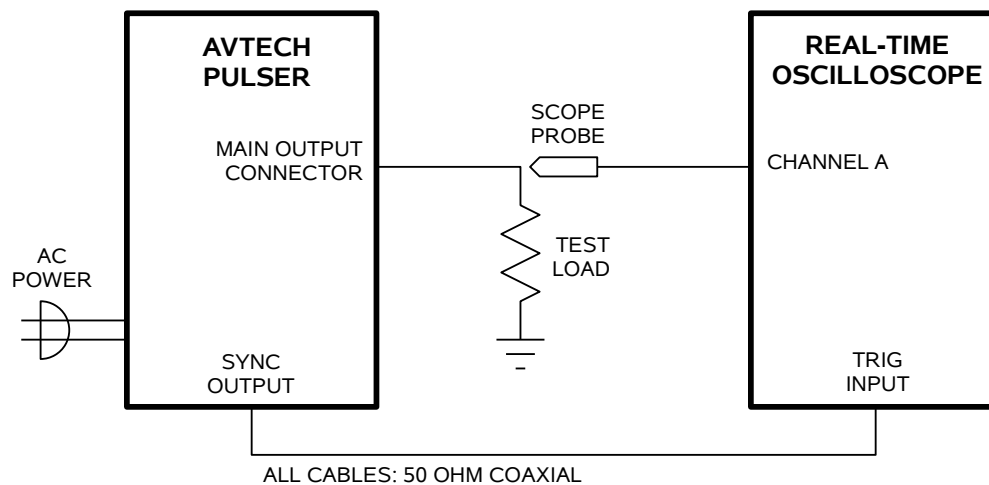 AVTECH
PULSER
MAIN OUTPUT
CONNECTOR
AC
POWER
SYNC
OUTPUT
SCOPE
PROBE
TEST
LOAD
REAL-TIME
OSCILLOSCOPE
CHANNEL A
TRIG
INPUT
ALL CABLES: 50 OHM COAXIAL